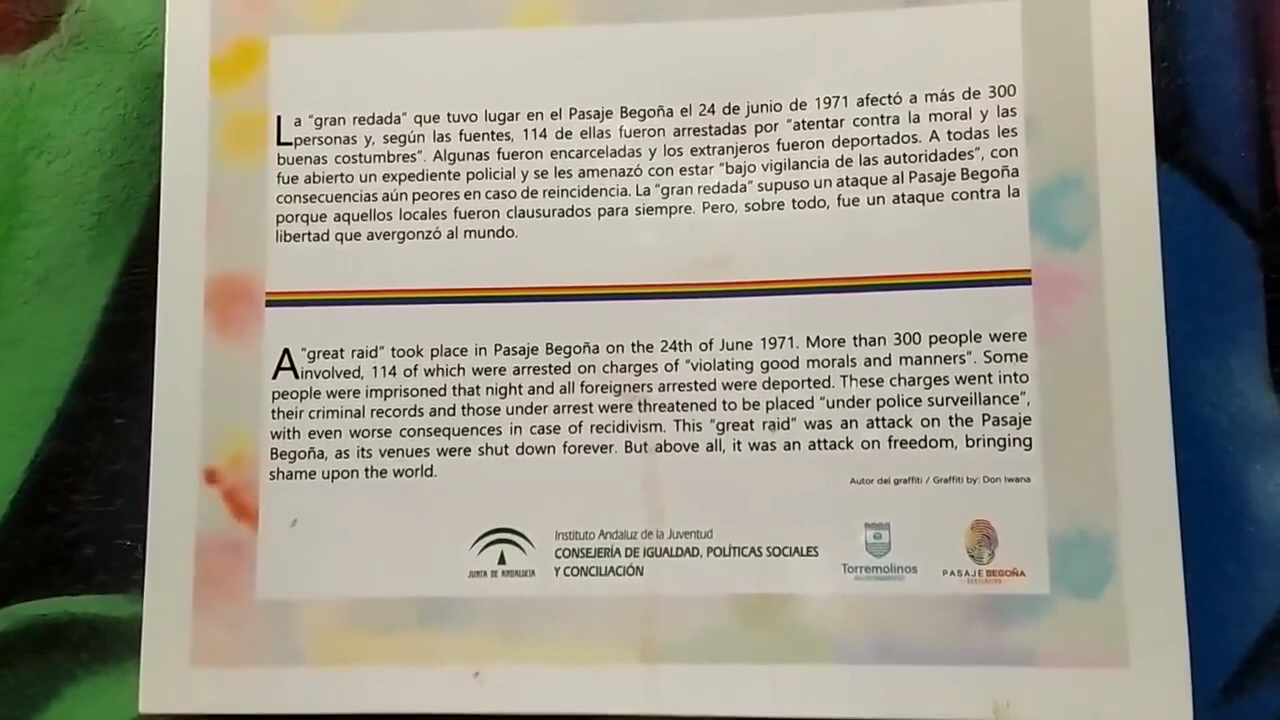 La "gran redada" que tuvo lugar en el Pasaje Begoña el 24 de junio de 1971 afectó a más de 300
personas y, según las fuentes, 114 de ellas fueron arrestadas por "atentar contra la moral y las
buenas costumbres". Algunas fueron encarceladas y los extranjeros fueron deportados. A todas les
fue abierto un expediente policial y se les amenazó con estar "bajo vigilancia de las autoridades", con
consecuencias aún peores en caso de reincidencia. La "gran redada" supuso un ataque al Pasaje Begoña
porque aquellos locales fueron clausurados para siempre. Pero, sobre todo, fue un ataque contra la
libertad que avergonzó al mundo.
A "great raid" took place in Pasaje Begoña on the 24th of June 1971. More than 300 people were
involved, 114 of which were arrested on charges of "violating good morals and manners". Some
people were imprisoned that night and all foreigners arrested were deported. These charges went into
their criminal records and those under arrest were threatened to be placed "under police surveillance",
with even worse consequences in case of recidivism. This "great raid" was an attack on the Pasaje
Begoña, as its venues were shut down forever. But above all, it was an attack on freedom, bringing
shame upon the world.
Autor del graffiti / Graffiti by: Don Iwana
Instituto Andaluz de la Juventud
CONSEJERÍA DE IGUALDAD, POLÍTICAS SOCIALES
Y CONCILIACIÓN
JUNTA DE ANDALUCIA
Torremolinos
PASAJE BEGOÑA